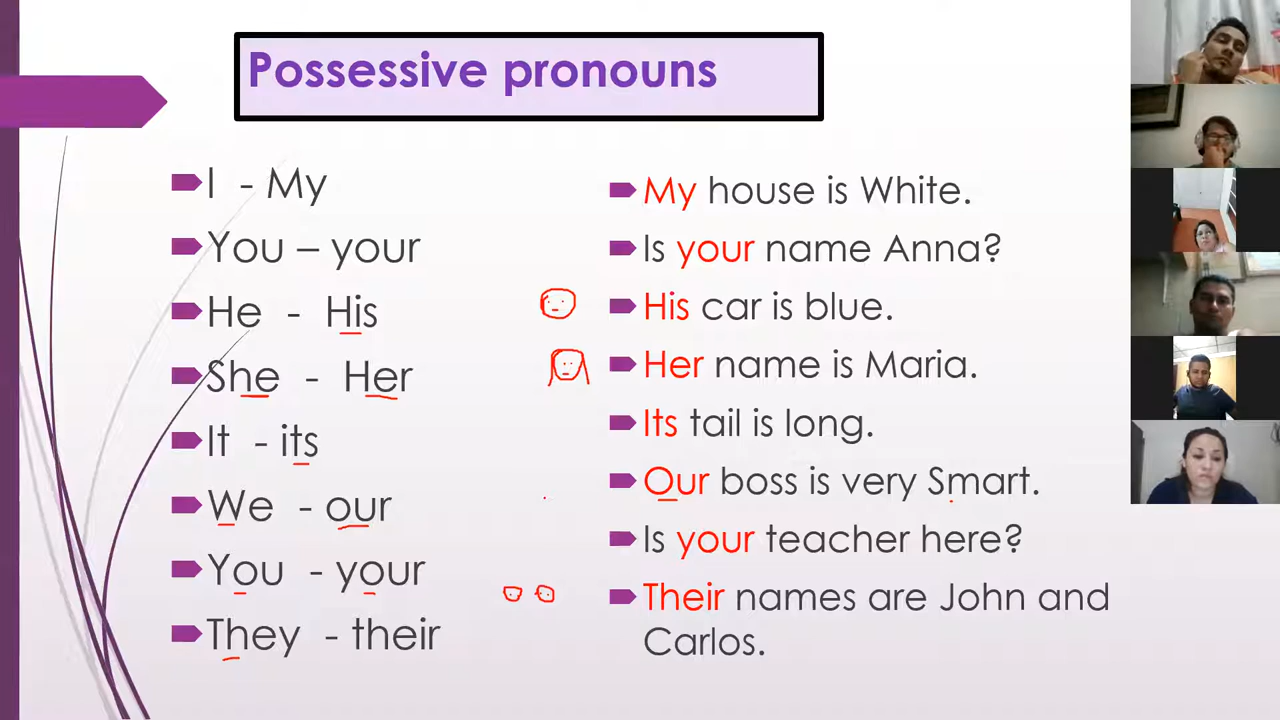 Possessive pronouns
I - My
You – your
He - His
She - Her
It - its
We - our
You - your
They - their
My house is White.
Is your name Anna?
His car is blue.
Her name is Maria.
Its tail is long.
Our boss is very Smart.
Is your teacher here?
Their names are John and
Carlos.